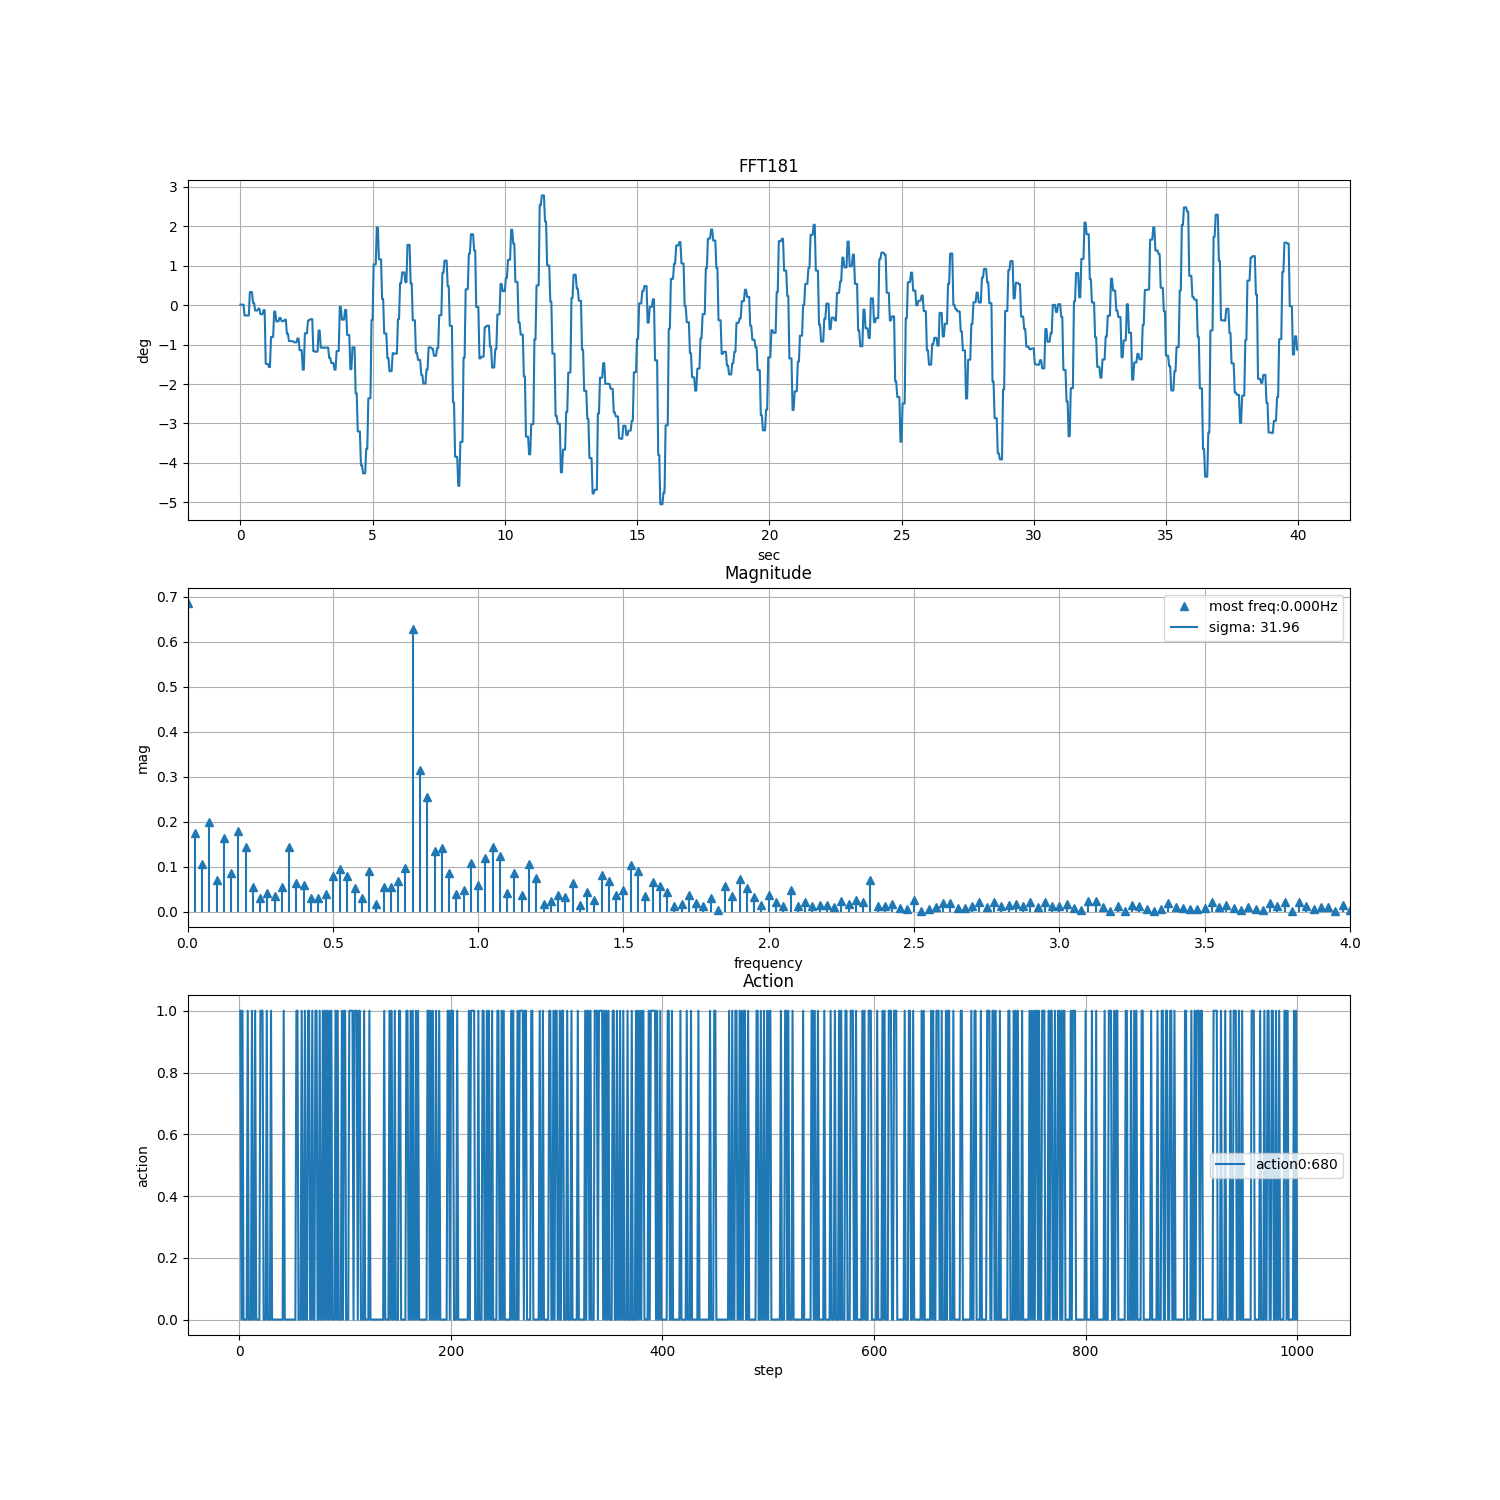 FFT181
3
2
1
0
−1
−2
−3
−4
−5
deg
0 5 10 15 20 25 30 35 40
sec
Magnitude
0.7
0.6
0.5
0.4
0.3
0.2
0.1
0.0
mag
most freq:0.000Hz
sigma: 31.96
0.0 0.5 1.0 1.5 2.0 2.5 3.0 3.5 4.0
frequency
Action
1.0
0.8
0.6
0.4
0.2
0.0
action
action0:680
0 200 400 600 800 1000
step